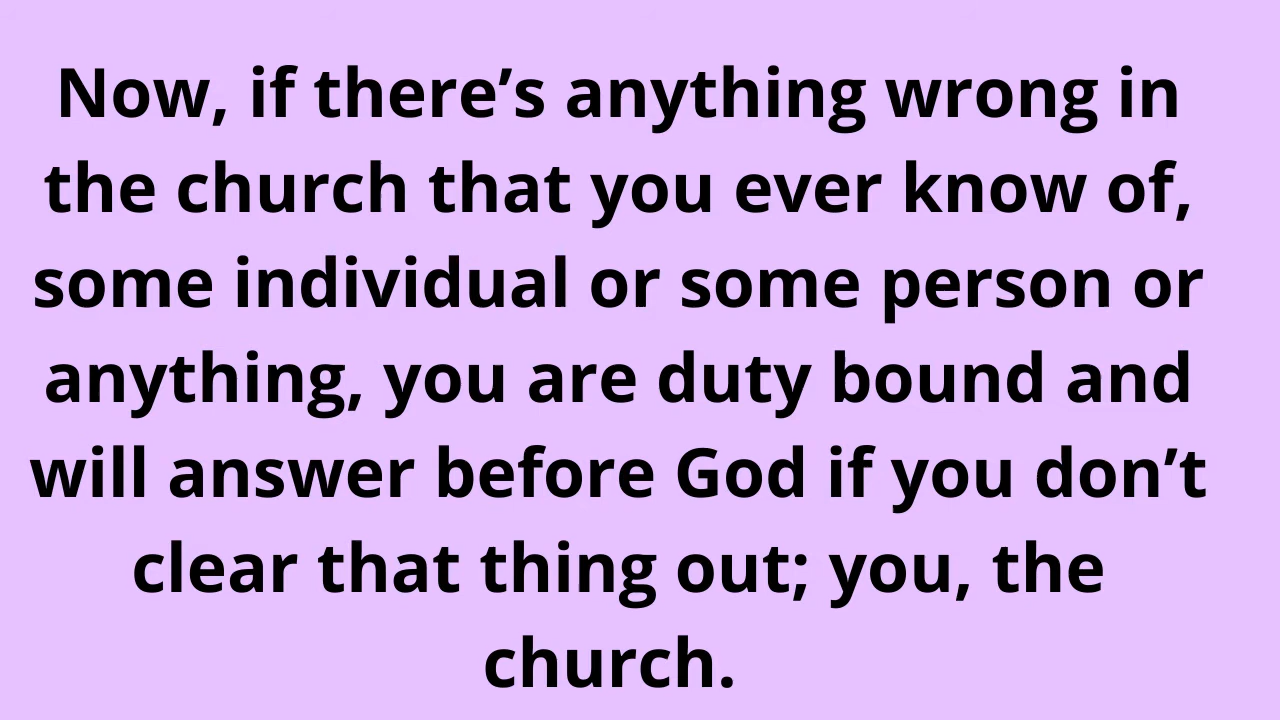 Now, if there’s anything wrong in
the church that you ever know of,
some individual or some person or
anything, you are duty bound and
will answer before God if you don’t
clear that thing out; you, the
church.